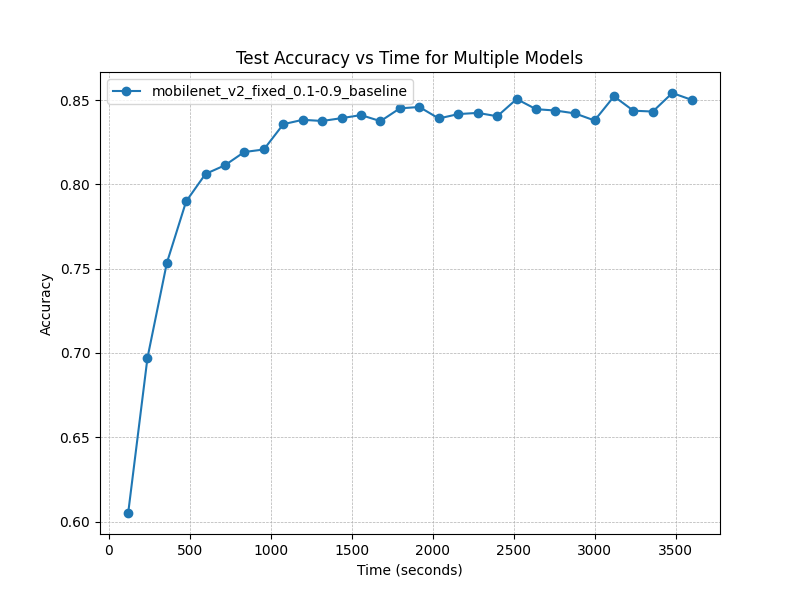 Test Accuracy vs Time for Multiple Models
mobilenet_v2_fixed_0.1-0.9_baseline
0.85
0.80
0.75
0.70
0.65
0.60
Accuracy
0 500 1000 1500 2000 2500 3000 3500
Time (seconds)